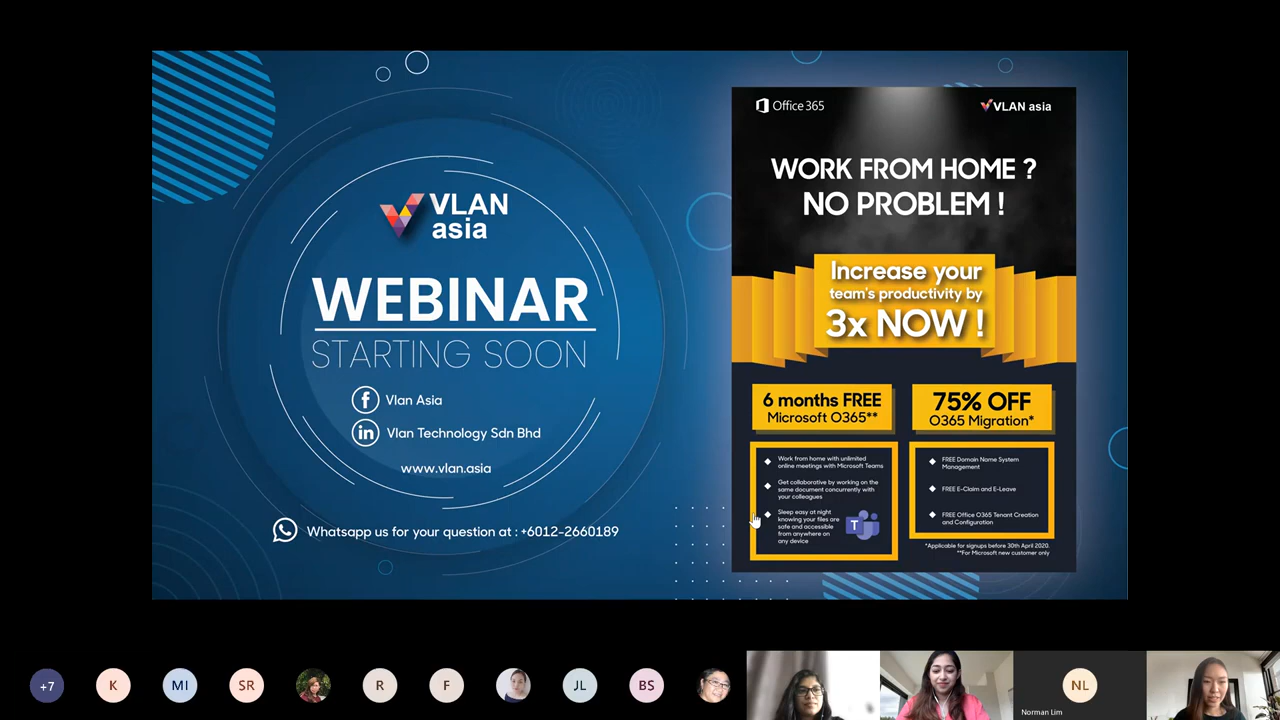 VLAN
asia
WEBINAR
STARTING SOON
Vlan Asia
Vlan Technology Sdn Bhd
www.vlan.asia
Whatsapp us for your question at : +6012-2660189
Office 365
VLAN asia
WORK FROM HOME ?
NO PROBLEM !
Increase your
team's productivity by
3x NOW !
6 months FREE
Microsoft O365**
Work from home with unlimited
online meetings with Microsoft Teams
Get collaborative by working on the
same document concurrently with
your colleagues
Sleep easy at night
knowing your files are
safe and accessible
from anywhere on
any device
T
75% OFF
O365 Migration*
FREE Domain Name System
Management
FREE E-Claim and E-Leave
FREE Office O365 Tenant Creation
and Configuration
*Applicable for signups before 30th April 2020.
**For Microsoft new customer only
+7
K
MI
SR
R
F
JL
BS
NL
Norman Lim